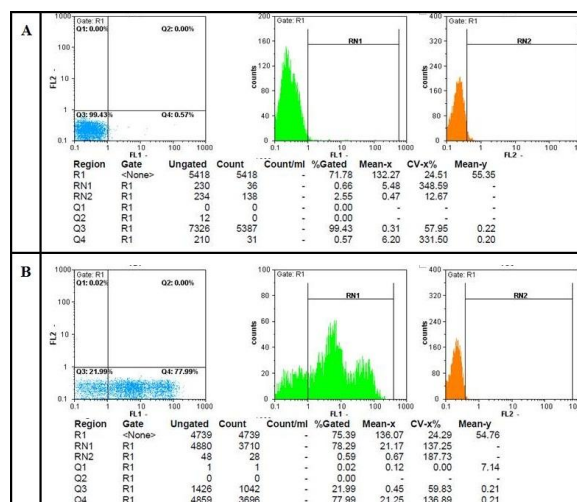 A
Gate: R1
Q1: 0.00%
Q2: 0.00%
Q3: 99.43%
Q4: 0.57%
1000
100
10
1
0.1
FL2
0.1 1 10 100 1000
FL1
200
150
100
50
0
counts
RN1
0.1 1 10 100 1000
FL1
400
320
240
160
80
0
counts
RN2
0.1 1 10 100 1000
FL2
Region Gate Ungated Count Count/ml %Gated Mean-x CV-x% Mean-y
R1 <None> 5418 5418 - 71.78 132.27 24.51 55.35
RN1 R1 230 36 - 0.66 5.48 348.59 -
RN2 R1 234 138 - 2.55 0.47 12.67 -
Q1 R1 0 0 - 0.00 - - -
Q2 R1 12 0 - 0.00 - - -
Q3 R1 7326 5387 - 99.43 0.31 57.95 0.22
Q4 R1 210 31 - 0.57 6.20 331.50 0.20
B
Gate: R1
Q1: 0.02%
Q2: 0.00%
Q3: 21.99%
Q4: 77.99%
1000
100
10
1
0.1
FL2
0.1 1 10 100 1000
FL1
100
80
60
40
20
0
counts
RN1
0.1 1 10 100 1000
FL1
400
320
240
160
80
0
counts
RN2
0.1 1 10 100 1000
FL2
Region Gate Ungated Count Count/ml %Gated Mean-x CV-x% Mean-y
R1 <None> 4739 4739 - 75.39 136.07 24.29 54.76
RN1 R1 4880 3710 - 78.29 21.17 137.25 -
RN2 R1 48 28 - 0.59 0.67 187.73 -
Q1 R1 1 1 - 0.02 0.12 0.00 7.14
Q2 R1 0 0 - 0.00 - - -
Q3 R1 1426 1042 - 21.99 0.45 59.83 0.21
Q4 R1 4859 3696 - 77.99 21.25 136.89 0.21